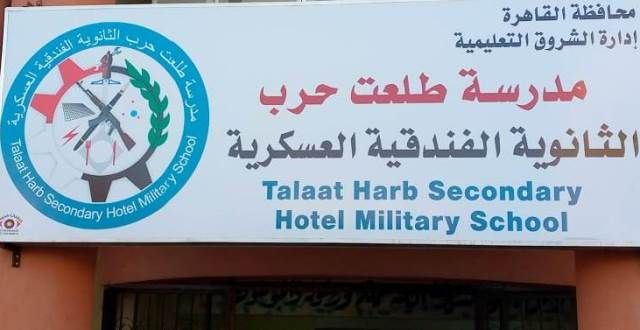 محافظة القاهرة
إدارة الشروق التعليمية
مدرسة طلعت حرب
الثانوية الفندقية العسكرية
Talaat Harb Secondary
Hotel Military School
مدرسة طلعت حرب الثانوية الفندقية العسكرية
Talaat Harb Secondary Hotel Military School